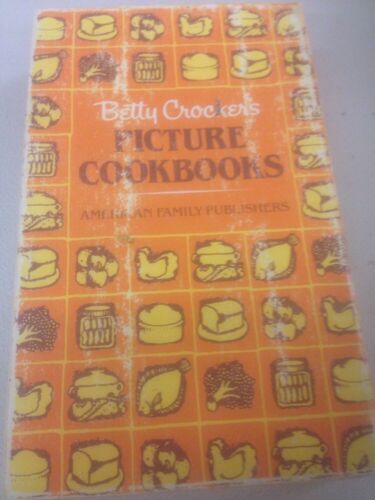 Betty Crocker's
PICTURE
COOKBOOKS
AMERICAN FAMILY PUBLISHERS